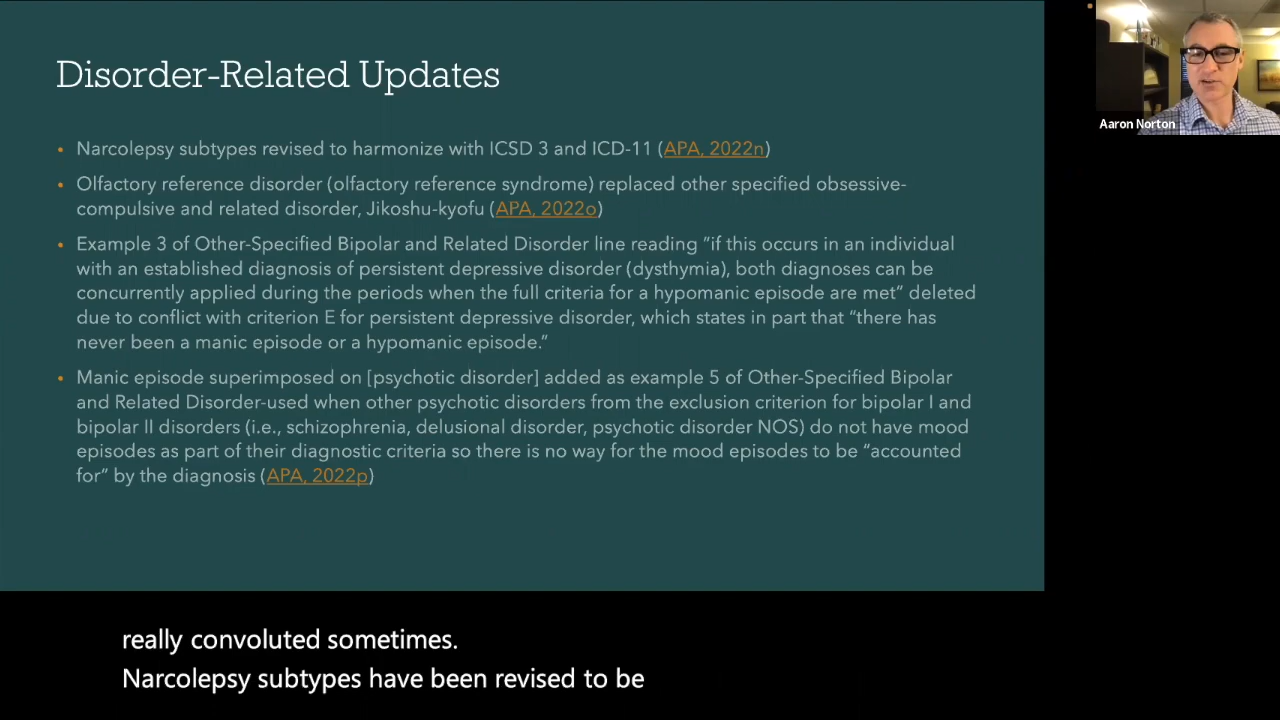 Disorder-Related Updates
• Narcolepsy subtypes revised to harmonize with ICSD 3 and ICD-11 (APA, 2022n)
• Olfactory reference disorder (olfactory reference syndrome) replaced other specified obsessive-
compulsive and related disorder, Jikoshu-kyofu (APA, 2022o)
• Example 3 of Other-Specified Bipolar and Related Disorder line reading "if this occurs in an individual
with an established diagnosis of persistent depressive disorder (dysthymia), both diagnoses can be
concurrently applied during the periods when the full criteria for a hypomanic episode are met" deleted
due to conflict with criterion E for persistent depressive disorder, which states in part that "there has
never been a manic episode or a hypomanic episode."
• Manic episode superimposed on [psychotic disorder] added as example 5 of Other-Specified Bipolar
and Related Disorder-used when other psychotic disorders from the exclusion criterion for bipolar I and
bipolar II disorders (i.e., schizophrenia, delusional disorder, psychotic disorder NOS) do not have mood
episodes as part of their diagnostic criteria so there is no way for the mood episodes to be "accounted
for" by the diagnosis (APA, 2022p)
Aaron Norton
really convoluted sometimes.
Narcolepsy subtypes have been revised to be